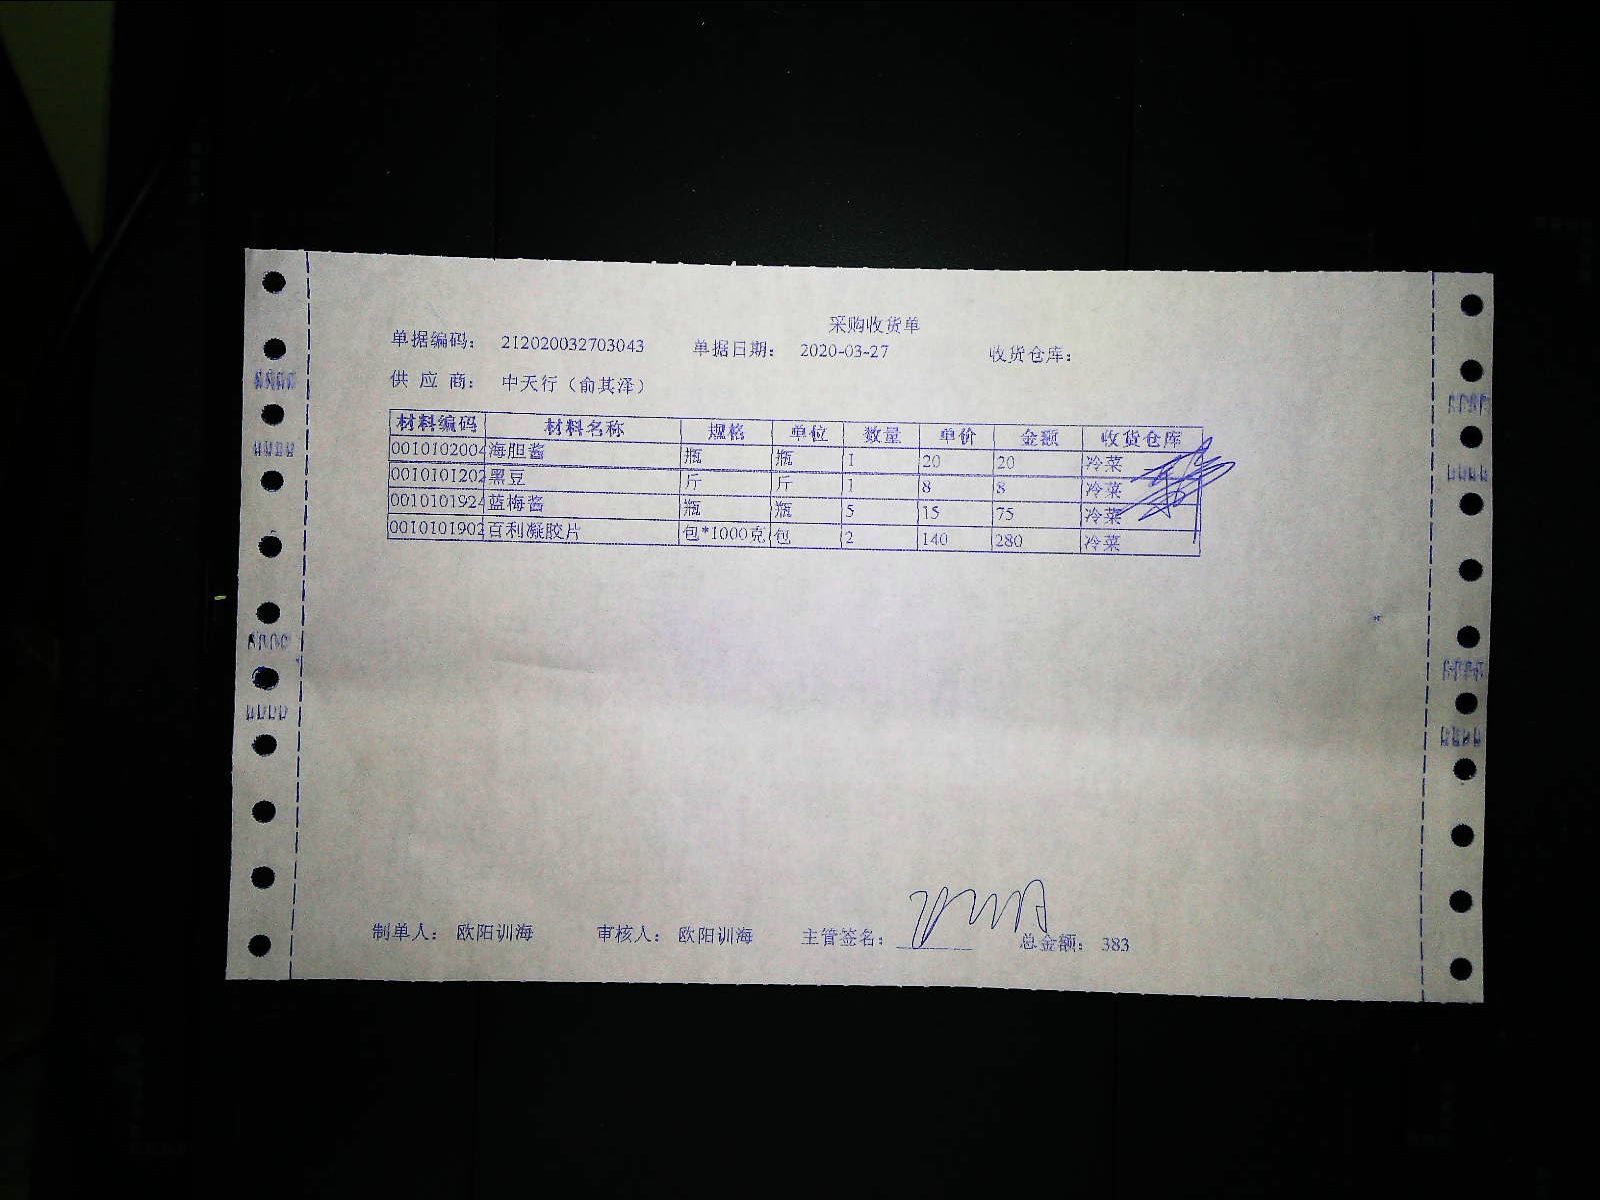 采购收货单
单据编码： 212020032703043 单据日期： 2020-03-27 收货仓库：
供 应 商： 中天行（俞其泽）
材料编码 材料名称 规格 单位 数量 单价 金额 收货仓库
0010102004 海胆酱 瓶 瓶 1 20 20 冷菜
0010101202 黑豆 斤 斤 1 8 8 冷菜
0010101924 蓝梅酱 瓶 瓶 5 15 75 冷菜
0010101902 百利凝胶片 包*1000克 包 2 140 280 冷菜
制单人： 欧阳训海 审核人： 欧阳训海 主管签名： 总金额： 383